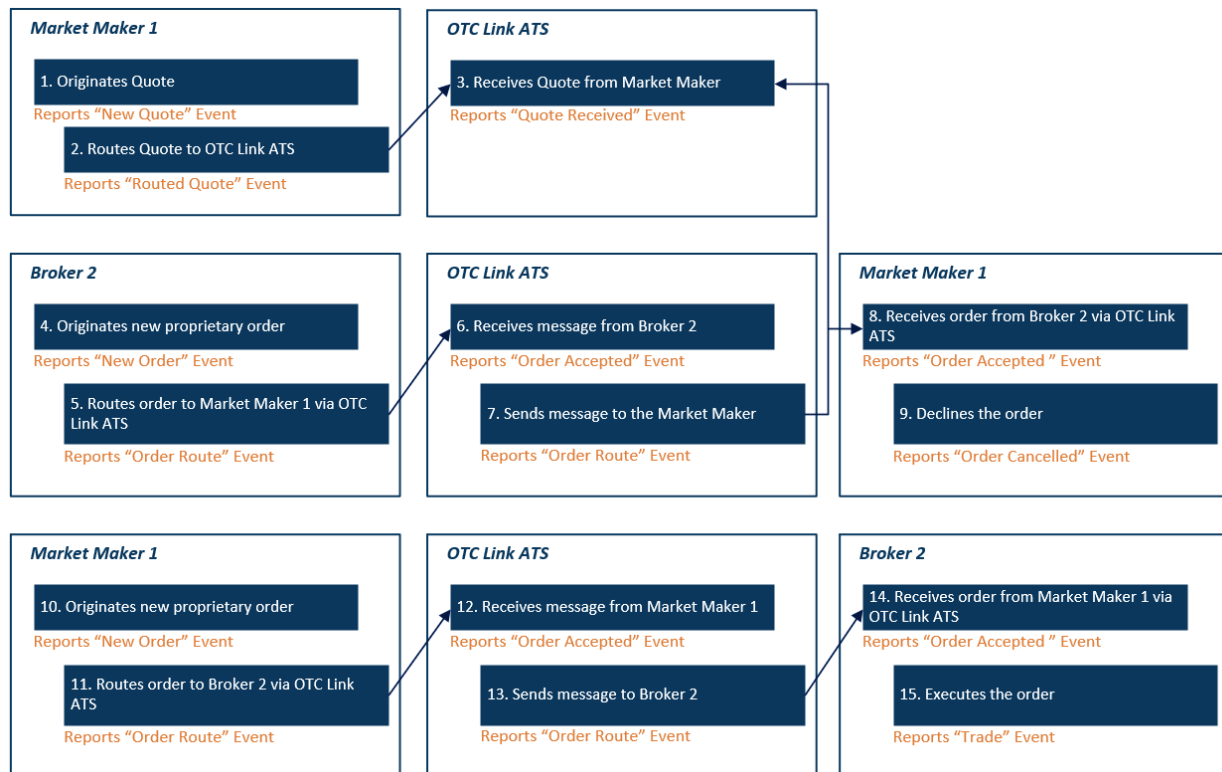 Market Maker 1
1. Originates Quote
Reports “New Quote” Event
2. Routes Quote to OTC Link ATS
Reports “Routed Quote” Event
OTC Link ATS
3. Receives Quote from Market Maker
Reports “Quote Received” Event
Broker 2
4. Originates new proprietary order
Reports “New Order” Event
5. Routes order to Market Maker 1 via OTC
Link ATS
Reports “Order Route” Event
OTC Link ATS
6. Receives message from Broker 2
Reports “Order Accepted” Event
7. Sends message to the Market Maker
Reports “Order Route” Event
Market Maker 1
8. Receives order from Broker 2 via OTC Link
ATS
Reports “Order Accepted ” Event
9. Declines the order
Reports “Order Cancelled” Event
Market Maker 1
10. Originates new proprietary order
Reports “New Order” Event
11. Routes order to Broker 2 via OTC Link
ATS
Reports “Order Route” Event
OTC Link ATS
12. Receives message from Market Maker 1
Reports “Order Accepted” Event
13. Sends message to Broker 2
Reports “Order Route” Event
Broker 2
14. Receives order from Market Maker 1 via
OTC Link ATS
Reports “Order Accepted ” Event
15. Executes the order
Reports “Trade” Event